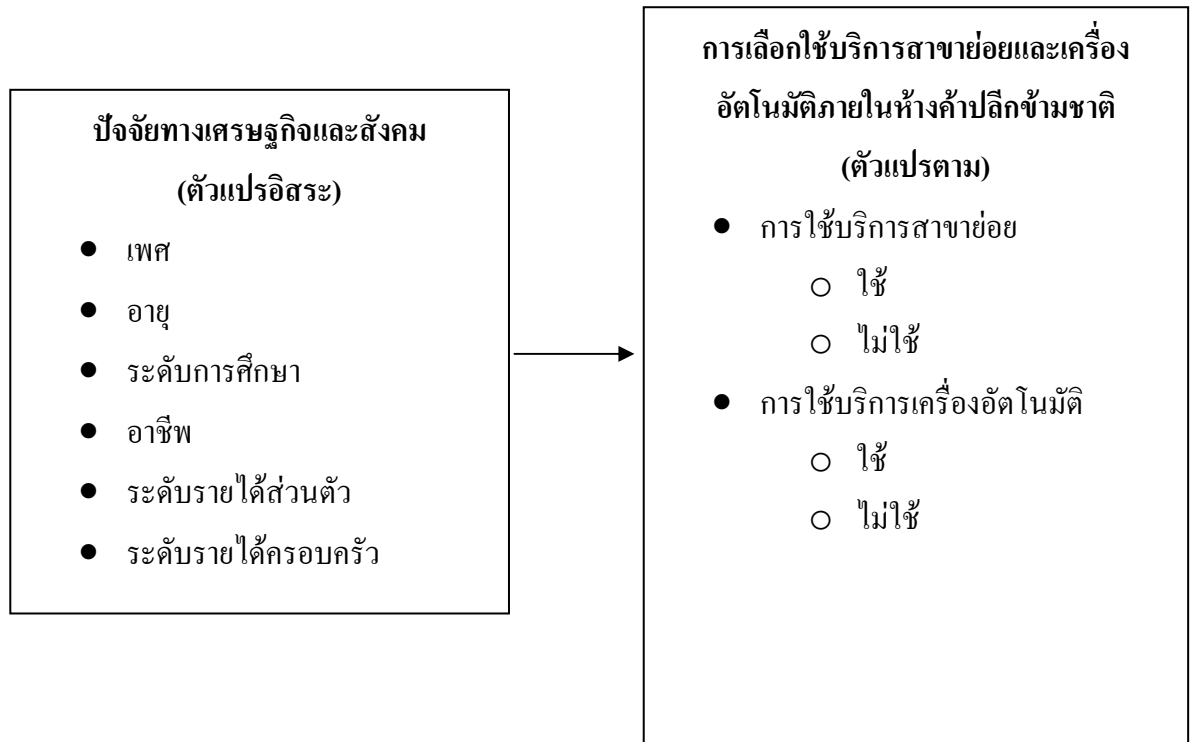 ปัจจัยทางเศรษฐกิจและสังคม
(ตัวแปรอิสระ)
● เพศ
● อายุ
● ระดับการศึกษา
● อาชีพ
● ระดับรายได้ส่วนตัว
● ระดับรายได้ครอบครัว
การเลือกใช้บริการสาขาย่อยและเครื่อง
อัตโนมัติภายในห้างค้าปลีกข้ามชาติ
(ตัวแปรตาม)
● การใช้บริการสาขาย่อย
○ ใช้
○ ไม่ใช้
● การใช้บริการเครื่องอัตโนมัติ
○ ใช้
○ ไม่ใช้